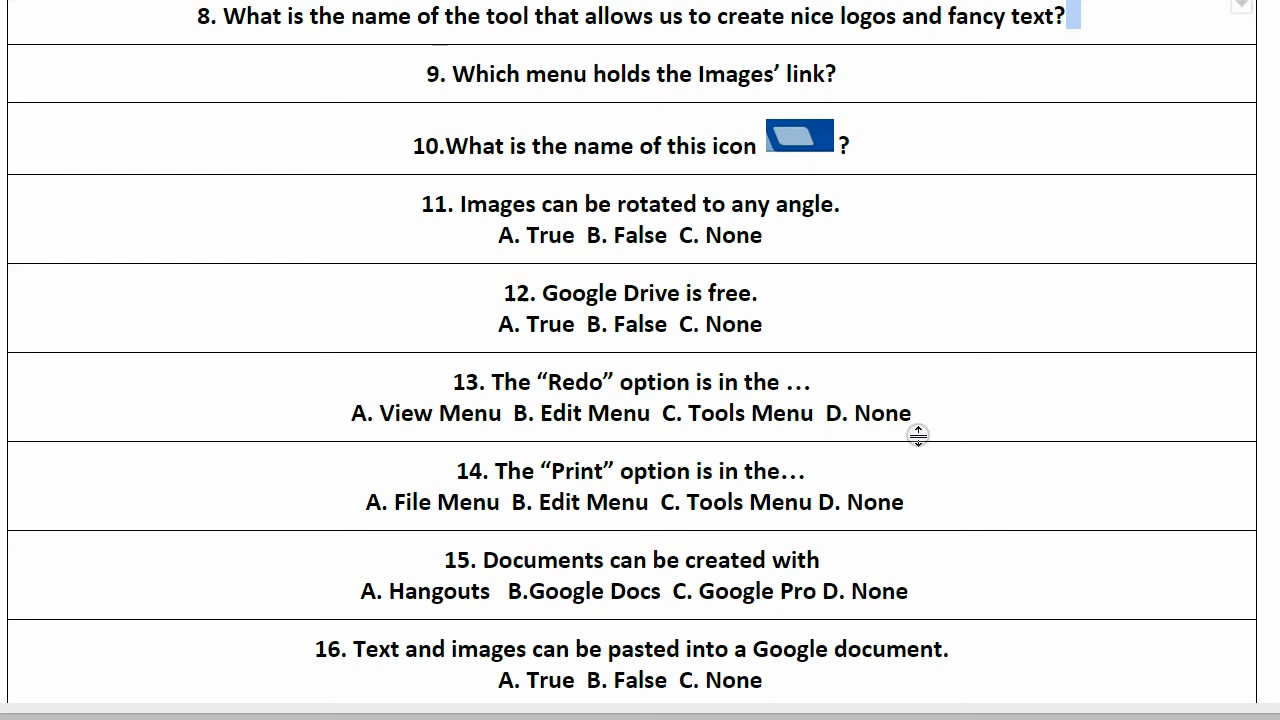 8. What is the name of the tool that allows us to create nice logos and fancy text?
9. Which menu holds the Images’ link?
10.What is the name of this icon ?
11. Images can be rotated to any angle.
A. True B. False C. None
12. Google Drive is free.
A. True B. False C. None
13. The “Redo” option is in the …
A. View Menu B. Edit Menu C. Tools Menu D. None
14. The “Print” option is in the…
A. File Menu B. Edit Menu C. Tools Menu D. None
15. Documents can be created with
A. Hangouts B.Google Docs C. Google Pro D. None
16. Text and images can be pasted into a Google document.
A. True B. False C. None